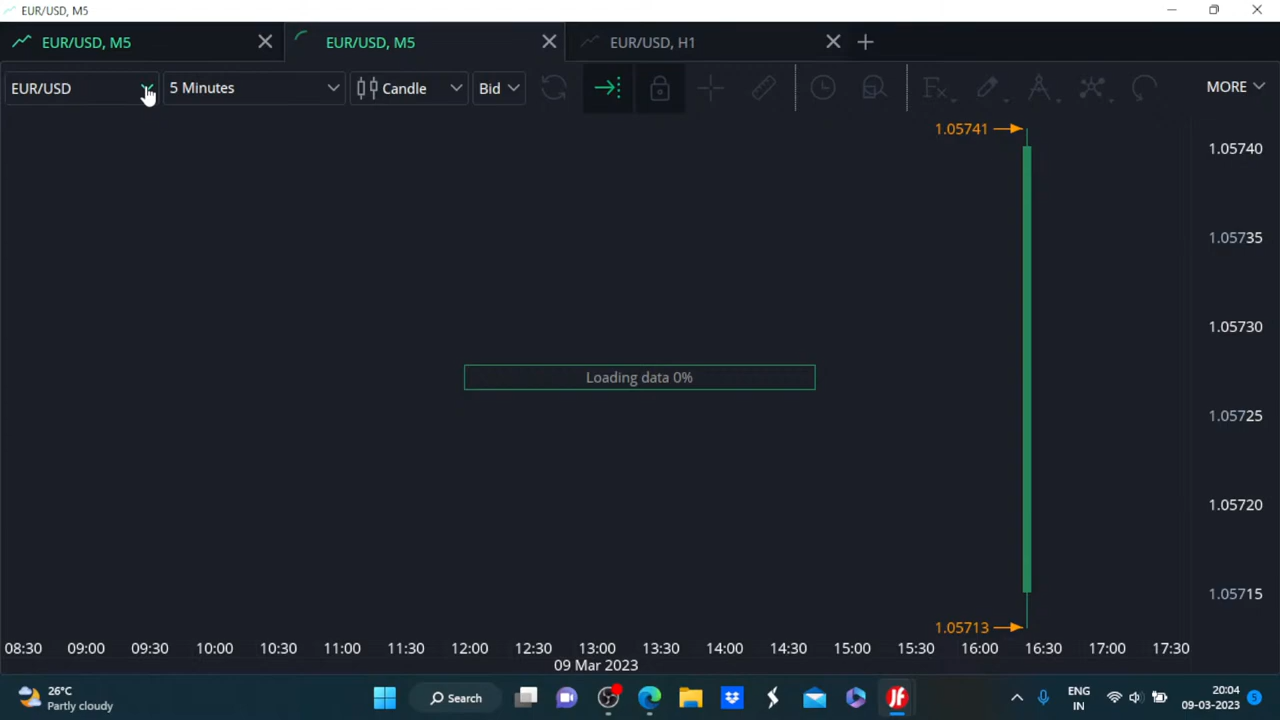 EUR/USD, M5
EUR/USD, M5
EUR/USD, M5
EUR/USD, H1
EUR/USD
5 Minutes
Candle
Bid
MORE
1.05741
1.05740
1.05735
1.05730
Loading data 0%
1.05725
1.05720
1.05715
1.05713
08:30 09:00 09:30 10:00 10:30 11:00 11:30 12:00 12:30 13:00 13:30 14:00 14:30 15:00 15:30 16:00 16:30 17:00 17:30
09 Mar 2023
26°C
Partly cloudy
Search
ENG
IN
20:04
09-03-2023
5